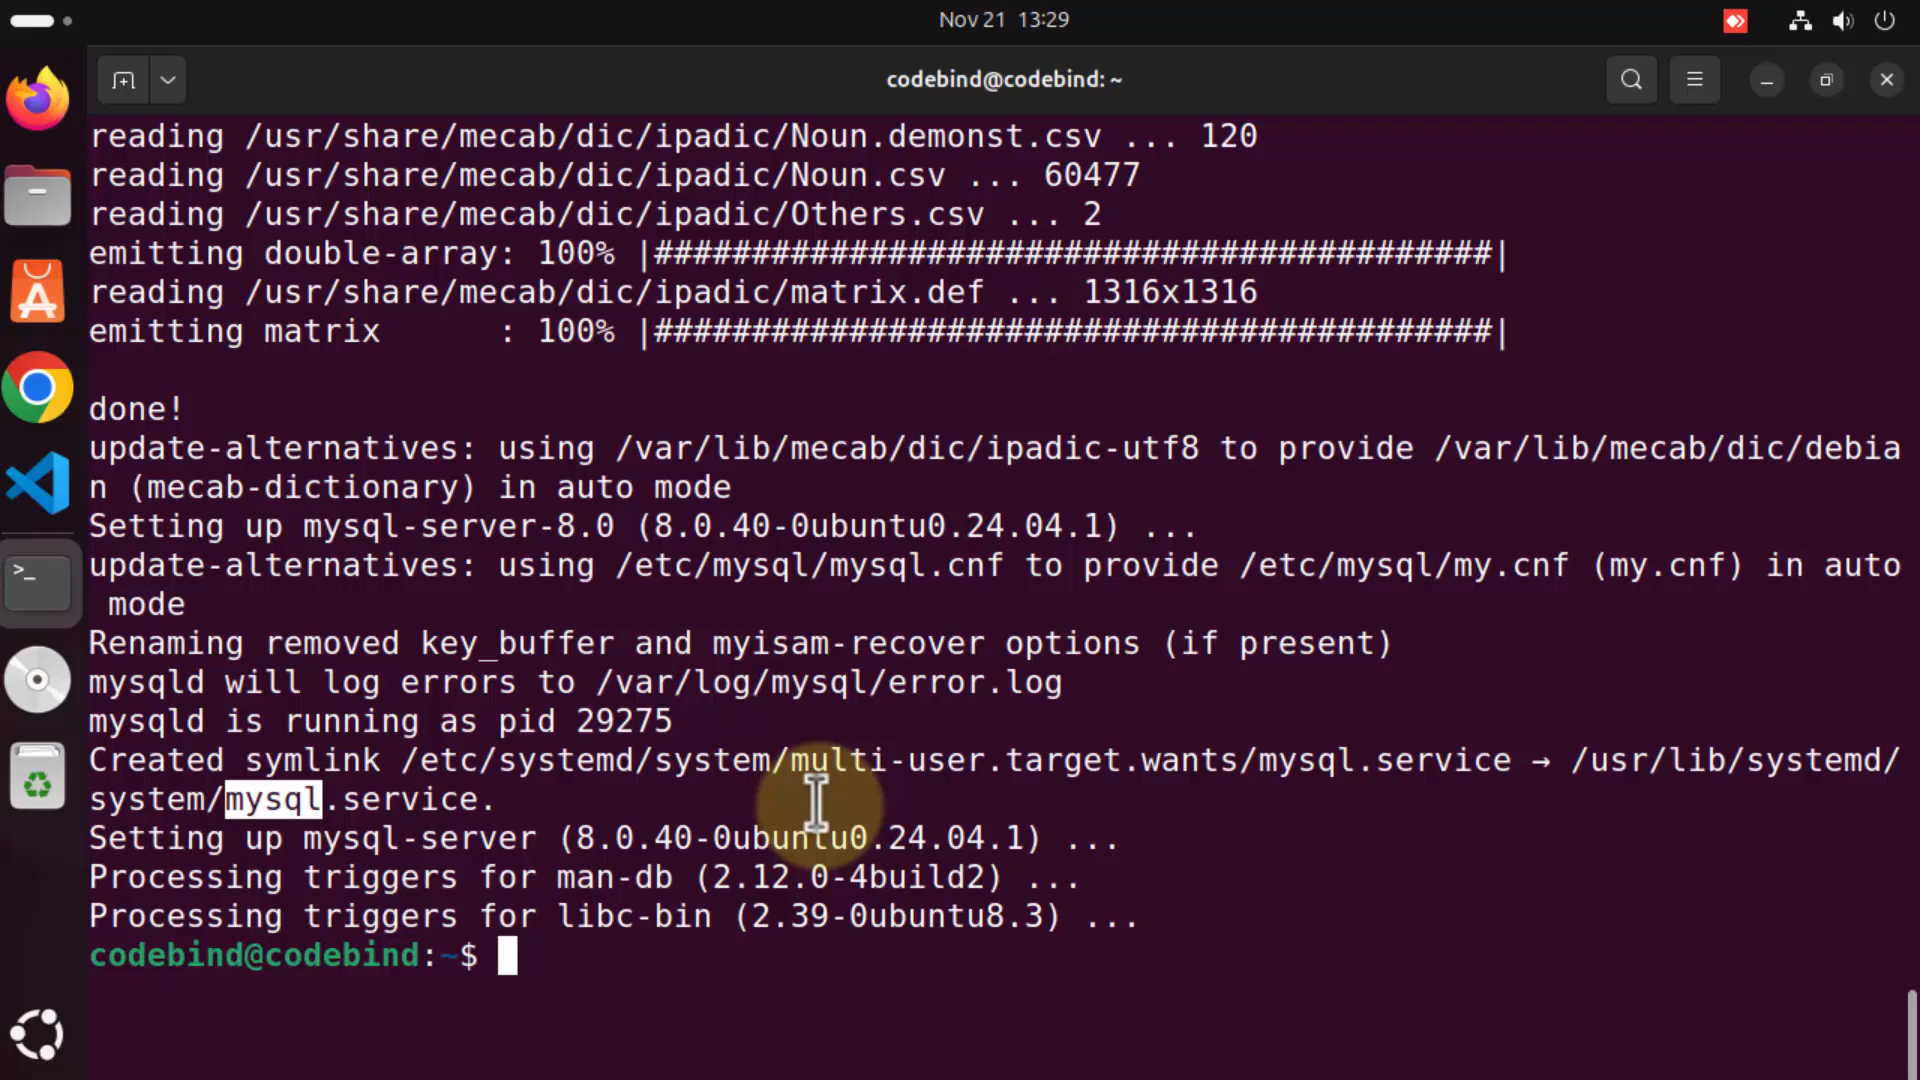 Nov 21 13:29
codebind@codebind: ~
reading /usr/share/mecab/dic/ipadic/Noun.demonst.csv ... 120
reading /usr/share/mecab/dic/ipadic/Noun.csv ... 60477
reading /usr/share/mecab/dic/ipadic/Others.csv ... 2
emitting double-array: 100% |###########################################|
reading /usr/share/mecab/dic/ipadic/matrix.def ... 1316x1316
emitting matrix      : 100% |###########################################|
done!
update-alternatives: using /var/lib/mecab/dic/ipadic-utf8 to provide /var/lib/mecab/dic/debia
n (mecab-dictionary) in auto mode
Setting up mysql-server-8.0 (8.0.40-0ubuntu0.24.04.1) ...
update-alternatives: using /etc/mysql/mysql.cnf to provide /etc/mysql/my.cnf (my.cnf) in auto
 mode
Renaming removed key_buffer and myisam-recover options (if present)
mysqld will log errors to /var/log/mysql/error.log
mysqld is running as pid 29275
Created symlink /etc/systemd/system/multi-user.target.wants/mysql.service → /usr/lib/systemd/
system/mysql.service.
Setting up mysql-server (8.0.40-0ubuntu0.24.04.1) ...
Processing triggers for man-db (2.12.0-4build2) ...
Processing triggers for libc-bin (2.39-0ubuntu8.3) ...
codebind@codebind:~$